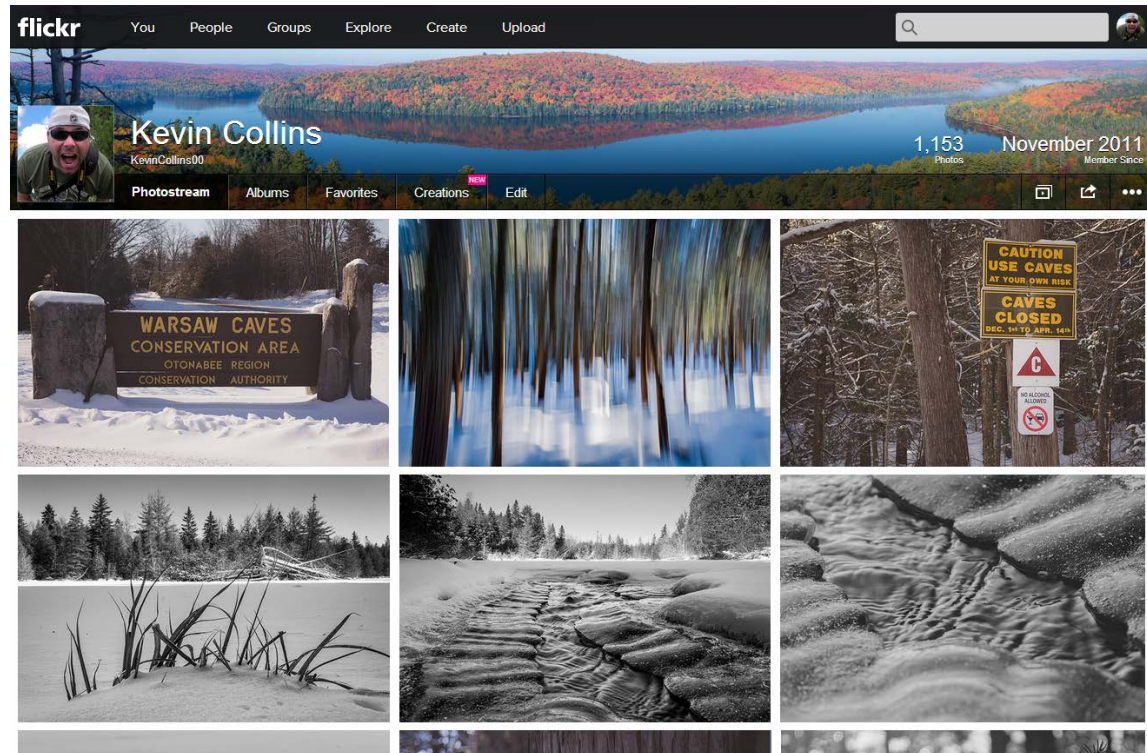 flickr
You People Groups Explore Create Upload
Kevin Collins
KevinCollins00
1,153
Photos
November 2011
Member Since
Photostream Albums Favorites Creations NEW Edit
WARSAW CAVES
CONSERVATION AREA
OTONABEE REGION
CONSERVATION AUTHORITY
CAUTION
USE CAVES
AT YOUR OWN RISK
CAVES
CLOSED
DEC. 1st TO APR. 14th
C
NO ALCOHOL
ALLOWED